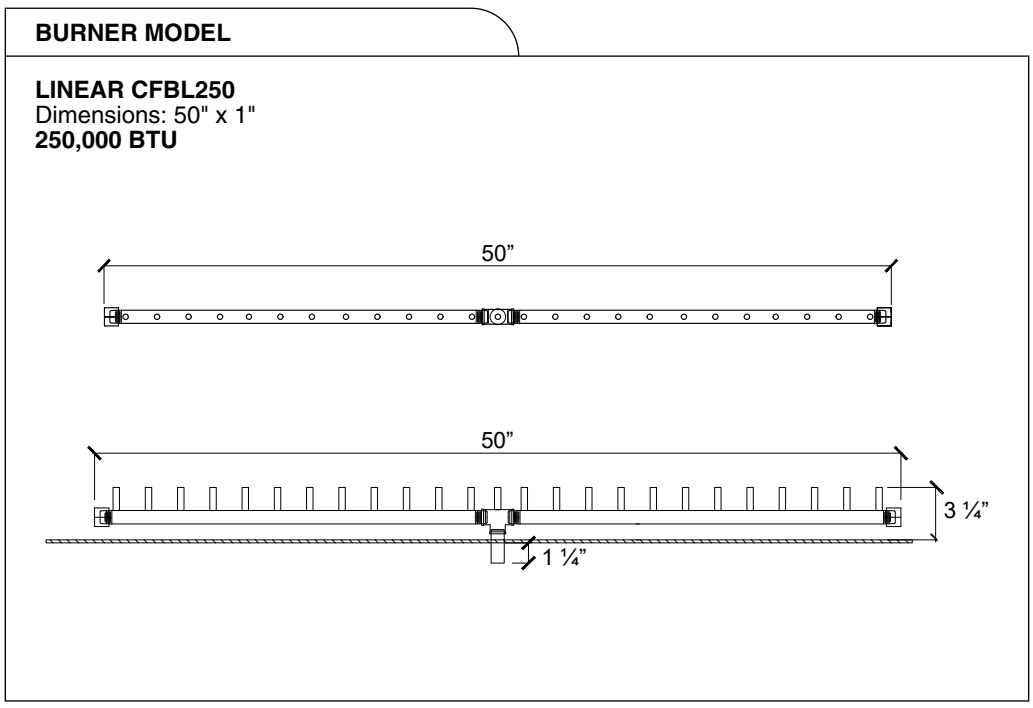 BURNER MODEL
LINEAR CFBL250
Dimensions: 50" x 1"
250,000 BTU
50”
50”
3 ¼”
1 ¼”